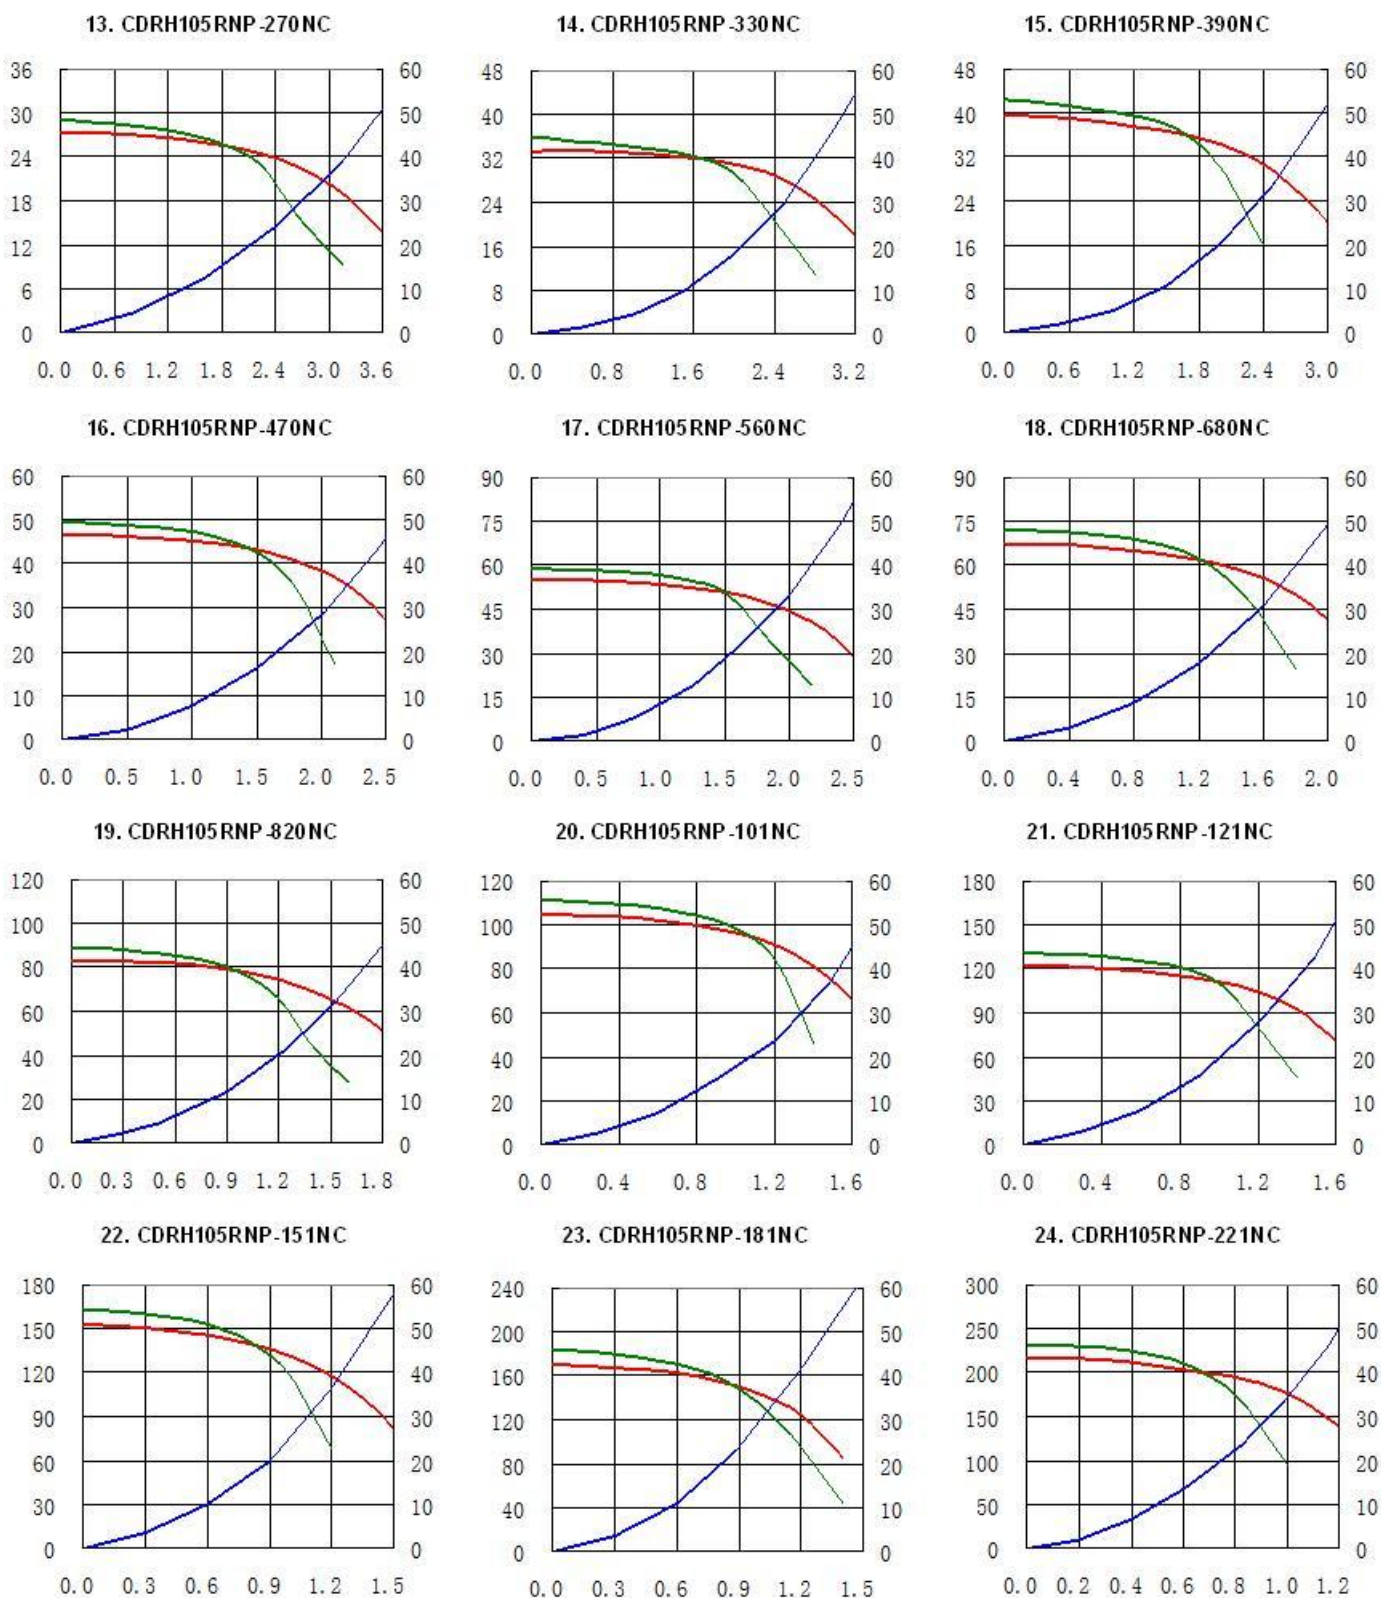 13. CDRH105RNP-270NC 14. CDRH105RNP-330NC 15. CDRH105RNP-390NC
36 60 48 60 48 60
30 50 40 50 40 50
24 40 32 40 32 40
18 30 24 30 24 30
12 20 16 20 16 20
6 10 8 10 8 10
0 0 0 0 0 0
0.0 0.6 1.2 1.8 2.4 3.0 3.6 0.0 0.8 1.6 2.4 3.2 0.0 0.6 1.2 1.8 2.4 3.0
16. CDRH105RNP-470NC 17. CDRH105RNP-560NC 18. CDRH105RNP-680NC
60 60 90 60 90 60
50 50 75 50 75 50
40 40 60 40 60 40
30 30 45 30 45 30
20 20 30 20 30 20
10 10 15 10 15 10
0 0 0 0 0 0
0.0 0.5 1.0 1.5 2.0 2.5 0.0 0.5 1.0 1.5 2.0 2.5 0.0 0.4 0.8 1.2 1.6 2.0
19. CDRH105RNP-820NC 20. CDRH105RNP-101NC 21. CDRH105RNP-121NC
120 60 120 60 180 60
100 50 100 50 150 50
80 40 80 40 120 40
60 30 60 30 90 30
40 20 40 20 60 20
20 10 20 10 30 10
0 0 0 0 0 0
0.0 0.3 0.6 0.9 1.2 1.5 1.8 0.0 0.4 0.8 1.2 1.6 0.0 0.4 0.8 1.2 1.6
22. CDRH105RNP-151NC 23. CDRH105RNP-181NC 24. CDRH105RNP-221NC
180 60 240 60 300 60
150 50 200 50 250 50
120 40 160 40 200 40
90 30 120 30 150 30
60 20 80 20 100 20
30 10 40 10 50 10
0 0 0 0 0 0
0.0 0.3 0.6 0.9 1.2 1.5 0.0 0.3 0.6 0.9 1.2 1.5 0.0 0.2 0.4 0.6 0.8 1.0 1.2